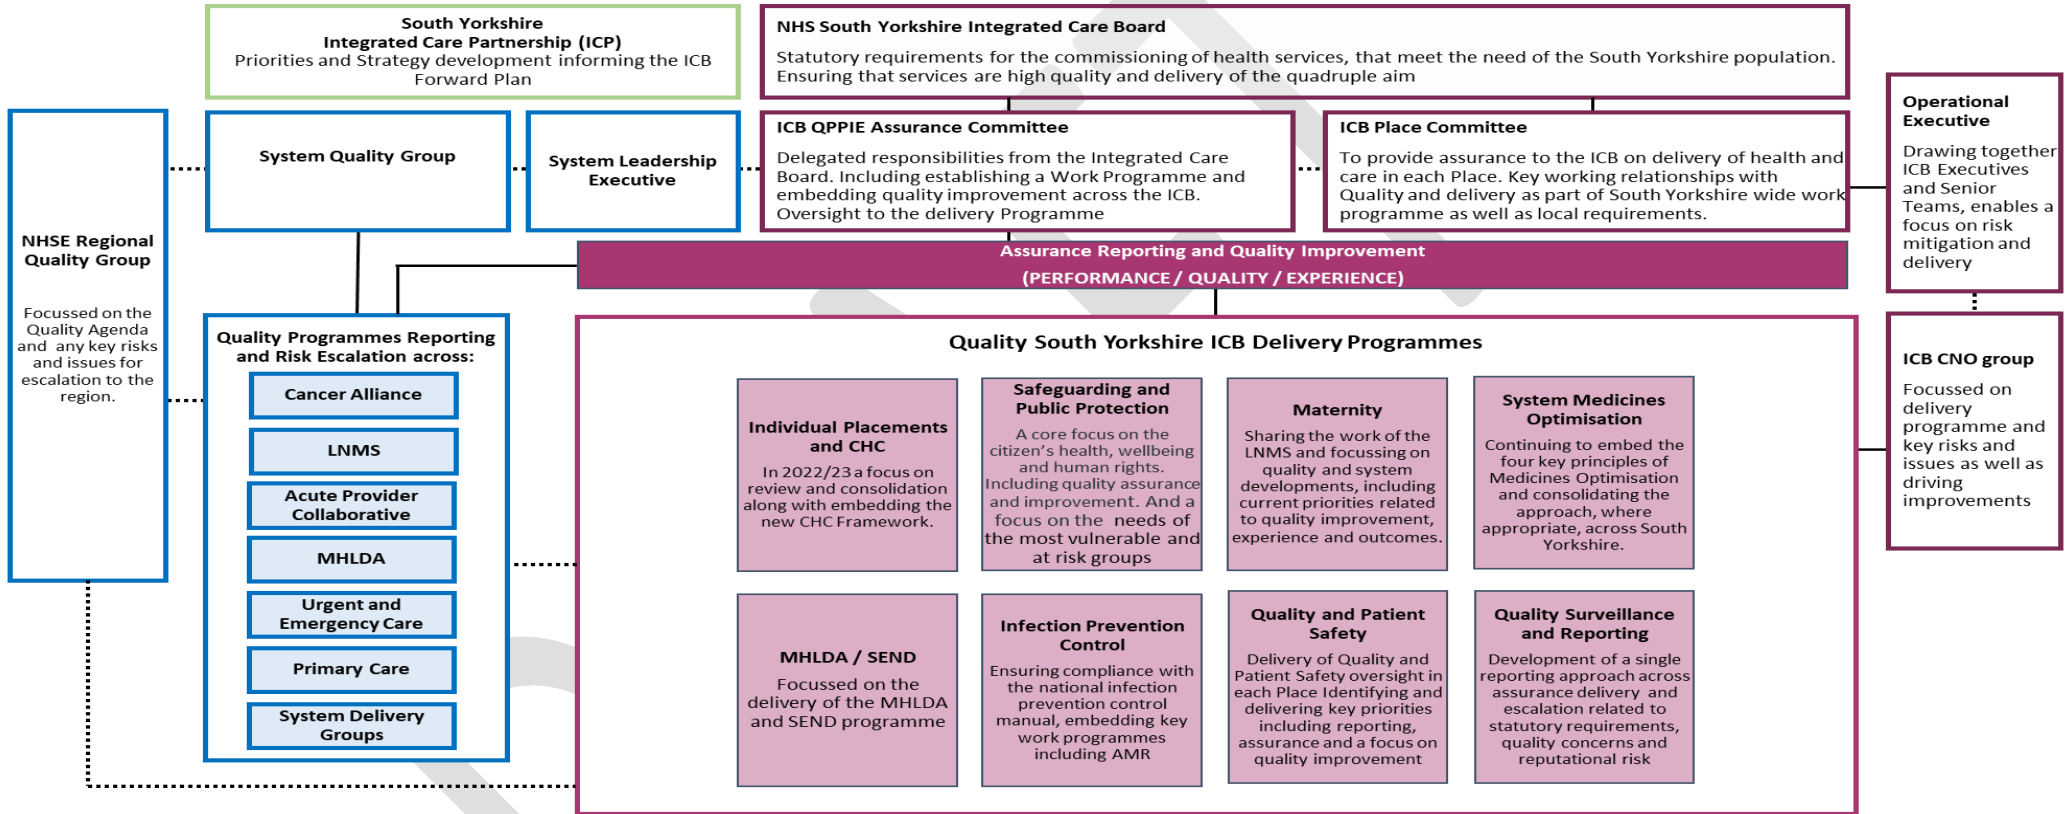 South Yorkshire
Integrated Care Partnership (ICP)
Priorities and Strategy development informing the ICB
Forward Plan
NHS South Yorkshire Integrated Care Board
Statutory requirements for the commissioning of health services, that meet the need of the South Yorkshire population.
Ensuring that services are high quality and delivery of the quadruple aim
NHSE Regional
Quality Group
Focussed on the
Quality Agenda
and any key risks
and issues for
escalation to the
region.
System Quality Group
System Leadership
Executive
ICB QPPIE Assurance Committee
Delegated responsibilities from the Integrated Care
Board. Including establishing a Work Programme and
embedding quality improvement across the ICB.
Oversight to the delivery Programme
ICB Place Committee
To provide assurance to the ICB on delivery of health and
care in each Place. Key working relationships with
Quality and delivery as part of South Yorkshire wide work
programme as well as local requirements.
Operational
Executive
Drawing together
ICB Executives
and Senior
Teams, enables a
focus on risk
mitigation and
delivery
Assurance Reporting and Quality Improvement
(PERFORMANCE / QUALITY / EXPERIENCE)
Quality Programmes Reporting
and Risk Escalation across:
Cancer Alliance
LNMS
Acute Provider
Collaborative
MHLDA
Urgent and
Emergency Care
Primary Care
System Delivery
Groups
Quality South Yorkshire ICB Delivery Programmes
Individual Placements
and CHC
In 2022/23 a focus on
review and consolidation
along with embedding the
new CHC Framework.
Safeguarding and
Public Protection
A core focus on the
citizen's health, wellbeing
and human rights.
Including quality assurance
and improvement. And a
focus on the needs of
the most vulnerable and
at risk groups
Maternity
Sharing the work of the
LNMS and focussing on
quality and system
developments, including
current priorities related
to quality improvement,
experience and outcomes.
System Medicines
Optimisation
Continuing to embed the
four key principles of
Medicines Optimisation
and consolidating the
approach, where
appropriate, across South
Yorkshire.
MHLDA / SEND
Focussed on the
delivery of the MHLDA
and SEND programme
Infection Prevention
Control
Ensuring compliance with
the national infection
prevention control
manual, embedding key
work programmes
including AMR
Quality and Patient
Safety
Delivery of Quality and
Patient Safety oversight in
each Place Identifying and
delivering key priorities
including reporting,
assurance and a focus on
quality improvement
Quality Surveillance
and Reporting
Development of a single
reporting approach across
assurance delivery and
escalation related to
statutory requirements,
quality concerns and
reputational risk
ICB CNO group
Focussed on
delivery
programme and
key risks and
issues as well as
driving
improvements